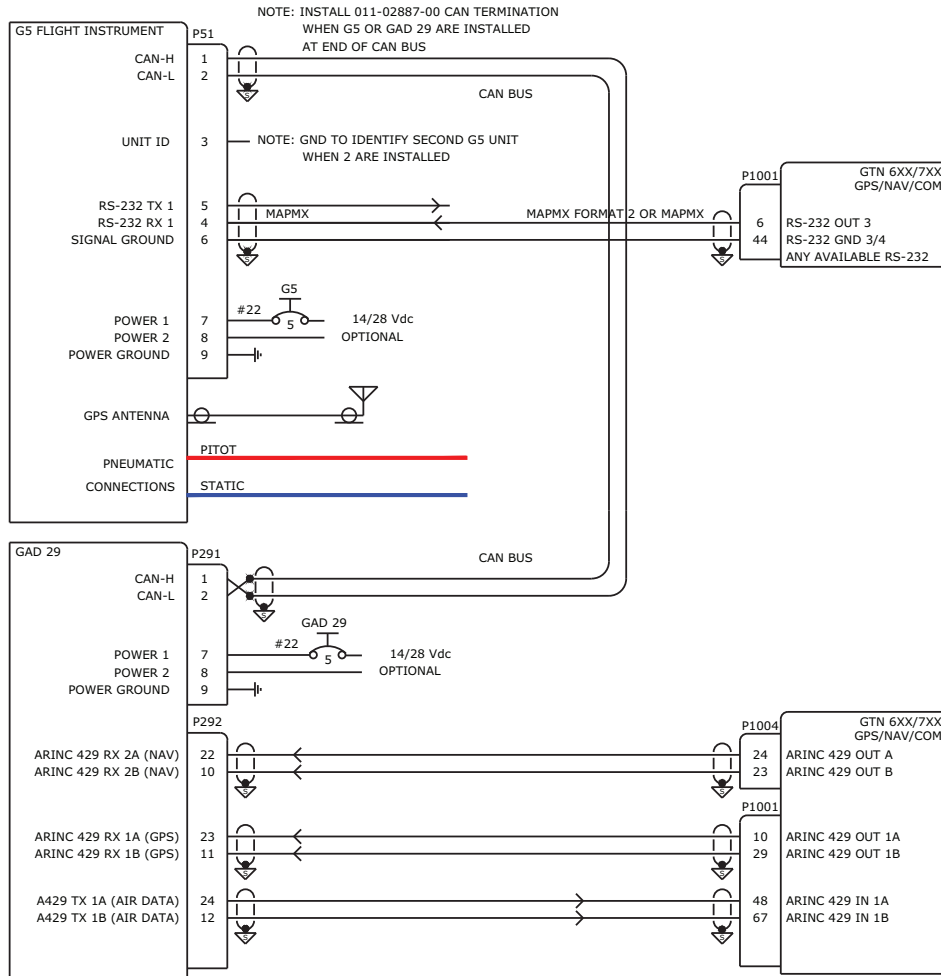 NOTE: INSTALL 011-02887-00 CAN TERMINATION
WHEN G5 OR GAD 29 ARE INSTALLED
AT END OF CAN BUS
G5 FLIGHT INSTRUMENT
P51
CAN-H 1
CAN-L 2
CAN BUS
UNIT ID 3
NOTE: GND TO IDENTIFY SECOND G5 UNIT
WHEN 2 ARE INSTALLED
P1001
GTN 6XX/7XX
GPS/NAV/COM
RS-232 TX 1 5
RS-232 RX 1 4 MAPMX MAPMX FORMAT 2 OR MAPMX 6 RS-232 OUT 3
SIGNAL GROUND 6 44 RS-232 GND 3/4
ANY AVAILABLE RS-232
S
S
S
G5
POWER 1 7 #22 5 14/28 Vdc
POWER 2 8 OPTIONAL
POWER GROUND 9
GPS ANTENNA
PITOT
PNEUMATIC
CONNECTIONS STATIC
GAD 29
P291
CAN BUS
CAN-H 1
CAN-L 2
S
GAD 29
POWER 1 7 #22 5 14/28 Vdc
POWER 2 8 OPTIONAL
POWER GROUND 9
P292
P1004
GTN 6XX/7XX
GPS/NAV/COM
ARINC 429 RX 2A (NAV) 22 24 ARINC 429 OUT A
ARINC 429 RX 2B (NAV) 10 23 ARINC 429 OUT B
S S
P1001
ARINC 429 RX 1A (GPS) 23 10 ARINC 429 OUT 1A
ARINC 429 RX 1B (GPS) 11 29 ARINC 429 OUT 1B
S S
A429 TX 1A (AIR DATA) 24 48 ARINC 429 IN 1A
A429 TX 1B (AIR DATA) 12 67 ARINC 429 IN 1B
S S